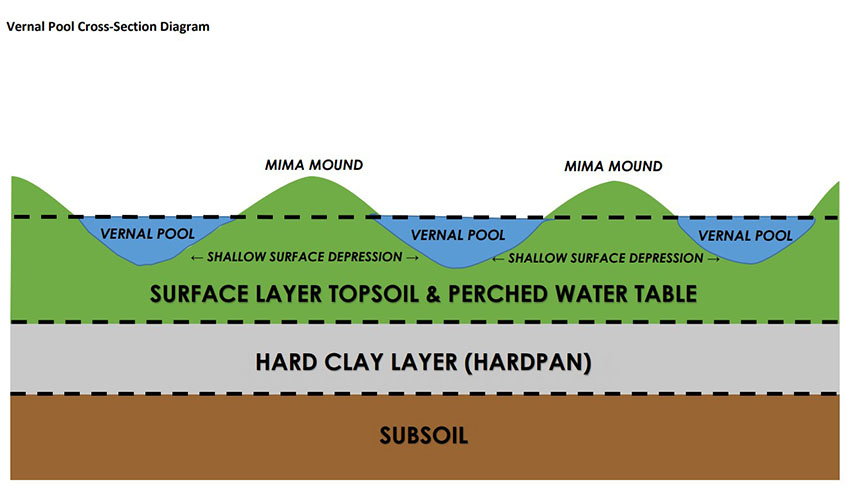 Vernal Pool Cross-Section Diagram
MIMA MOUND
MIMA MOUND
VERNAL POOL
VERNAL POOL
VERNAL POOL
← SHALLOW SURFACE DEPRESSION →
← SHALLOW SURFACE DEPRESSION →
SURFACE LAYER TOPSOIL & PERCHED WATER TABLE
HARD CLAY LAYER (HARDPAN)
SUBSOIL